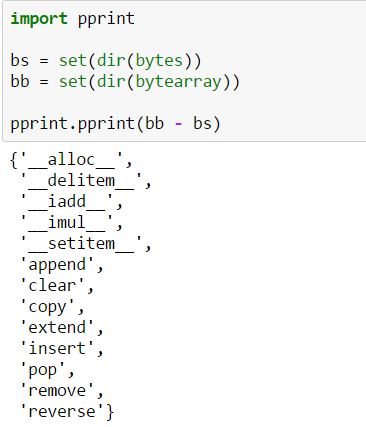 import pprint
bs = set(dir(bytes))
bb = set(dir(bytearray))
pprint.pprint(bb - bs)
{'__alloc__',
 '__delitem__',
 '__iadd__',
 '__imul__',
 '__setitem__',
 'append',
 'clear',
 'copy',
 'extend',
 'insert',
 'pop',
 'remove',
 'reverse'}